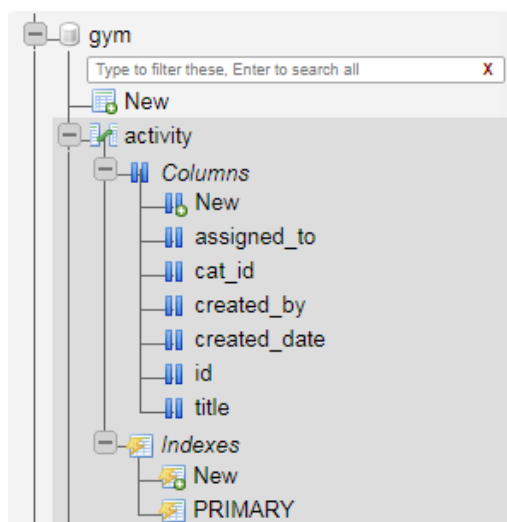 gym
Type to filter these, Enter to search all X
New
activity
Columns
New
assigned_to
cat_id
created_by
created_date
id
title
Indexes
New
PRIMARY